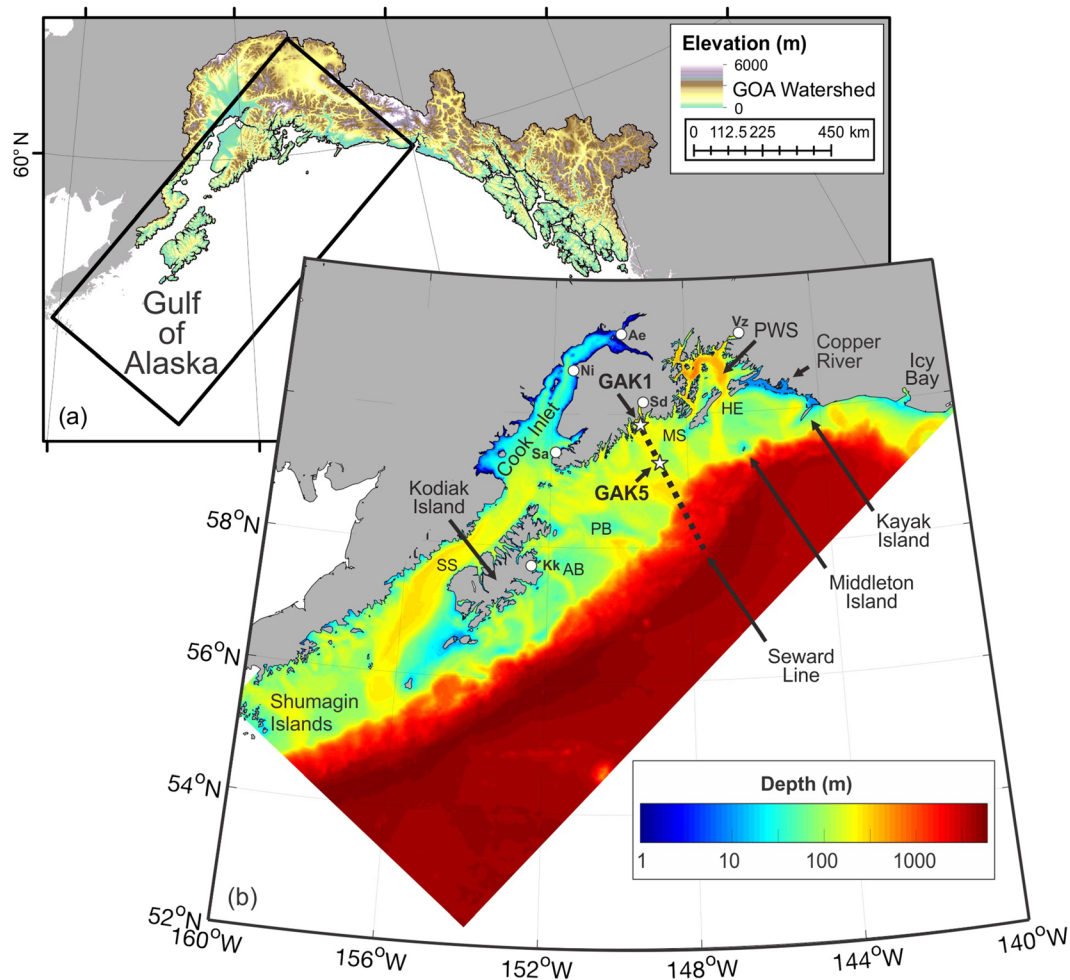 Elevation (m)
6000
GOA Watershed
0
0 112.5 225 450 km
60°N
Gulf
of
Alaska
(a)
Vz
PWS
Copper
River
Icy
Bay
Ae
Ni
GAK1
Sd
HE
MS
Cook Inlet
Sa
GAK5
Kodiak
Island
58°N
PB
Kayak
Island
SS
Kk
AB
Middleton
Island
56°N
Seward
Line
Shumagin
Islands
54°N
Depth (m)
1 10 100 1000
(b)
52°N
160°W
156°W
152°W
148°W
144°W
140°W